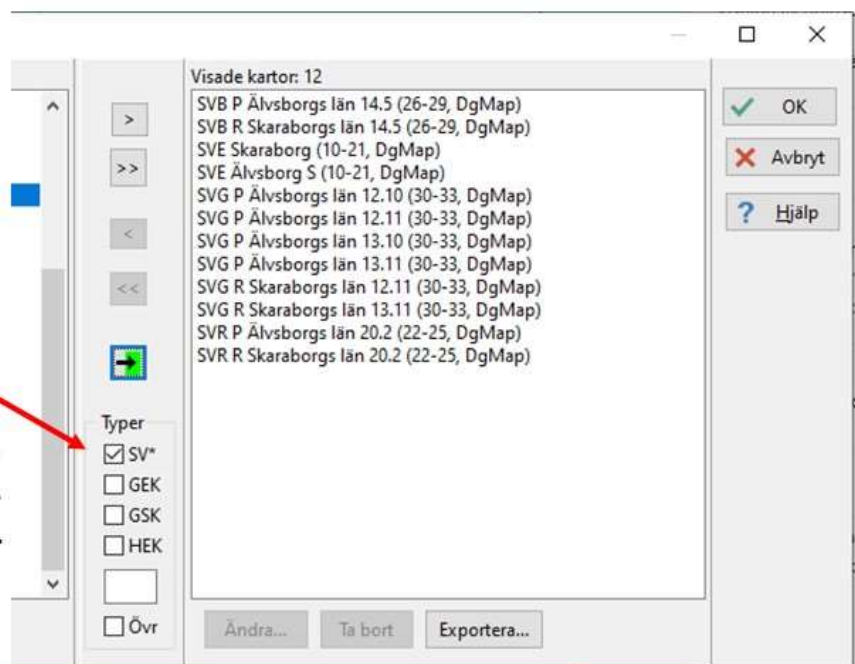 >
>>
<
<<
Typer
SV*
GEK
GSK
HEK
Övr
Visade kartor: 12
SVB P Älvsborgs län 14.5 (26-29, DgMap)
SVB R Skaraborgs län 14.5 (26-29, DgMap)
SVE Skaraborg (10-21, DgMap)
SVE Älvsborg S (10-21, DgMap)
SVG P Älvsborgs län 12.10 (30-33, DgMap)
SVG P Älvsborgs län 12.11 (30-33, DgMap)
SVG P Älvsborgs län 13.10 (30-33, DgMap)
SVG P Älvsborgs län 13.11 (30-33, DgMap)
SVG R Skaraborgs län 12.11 (30-33, DgMap)
SVG R Skaraborgs län 13.11 (30-33, DgMap)
SVR P Älvsborgs län 20.2 (22-25, DgMap)
SVR R Skaraborgs län 20.2 (22-25, DgMap)
Ändra... Ta bort Exportera...
OK
Avbryt
? Hjälp